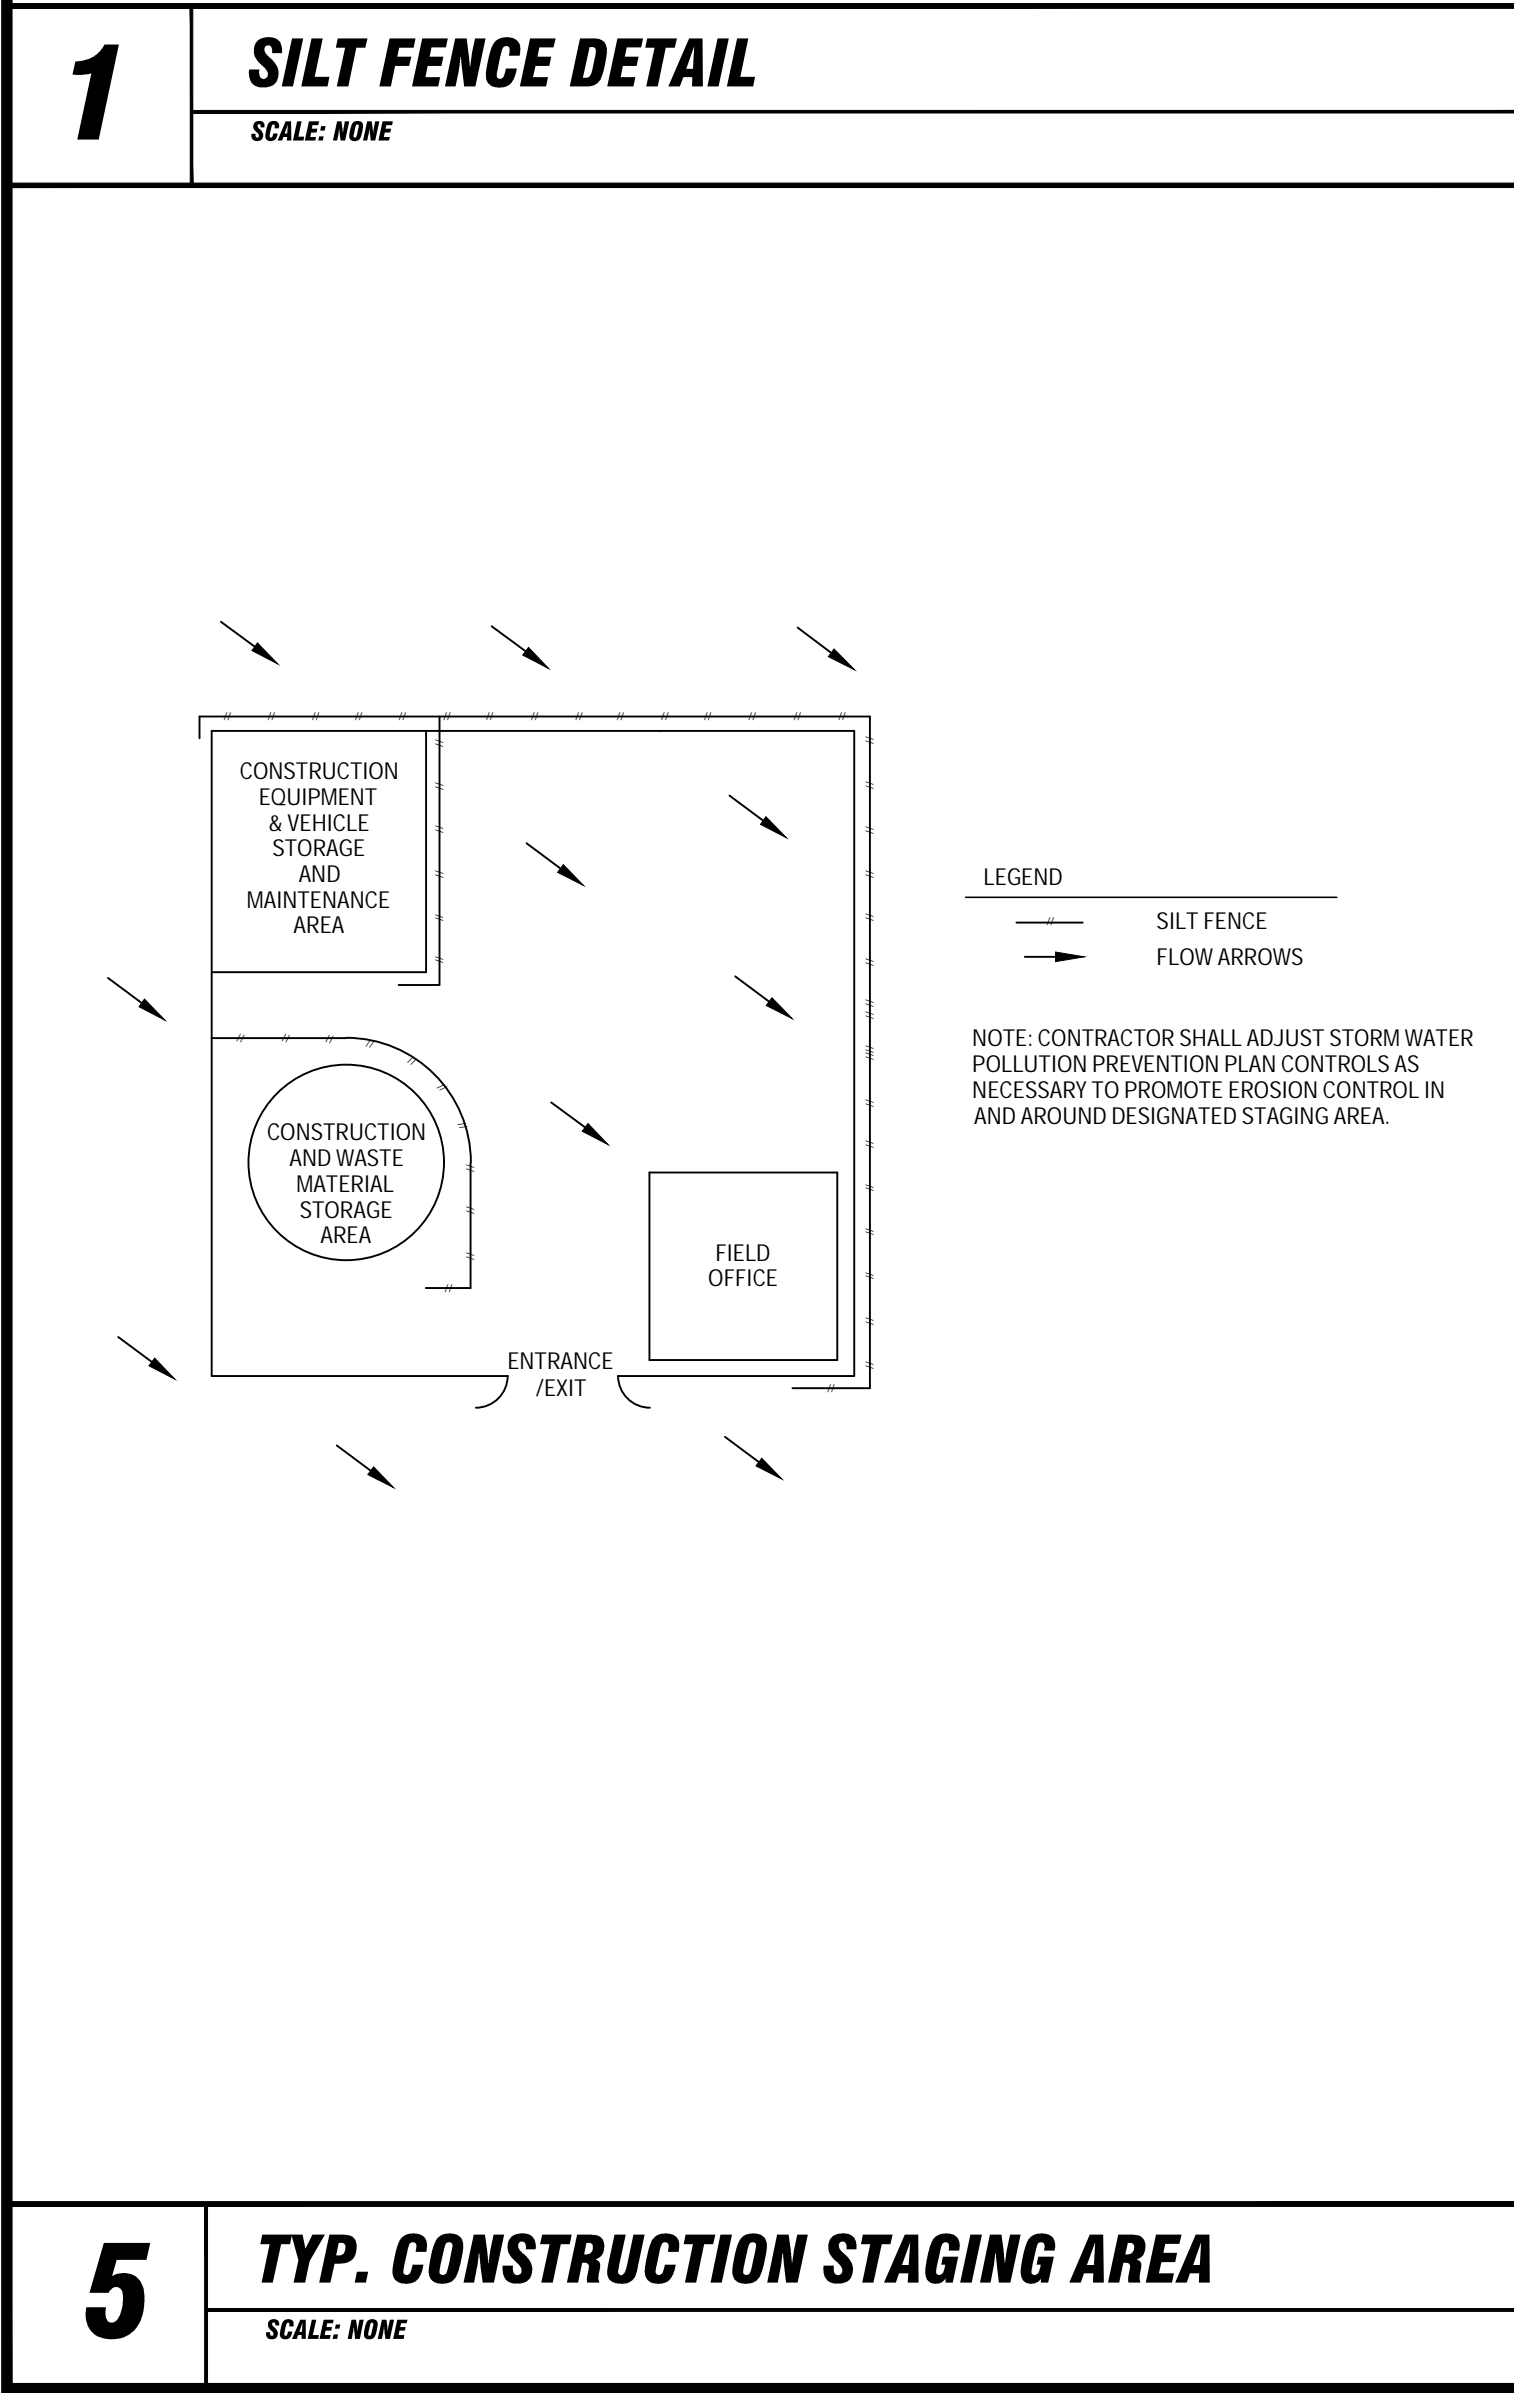 1
SILT FENCE DETAIL
SCALE: NONE
CONSTRUCTION
EQUIPMENT
& VEHICLE
STORAGE
AND
MAINTENANCE
AREA
LEGEND
SILT FENCE
FLOW ARROWS
NOTE: CONTRACTOR SHALL ADJUST STORM WATER
POLLUTION PREVENTION PLAN CONTROLS AS
NECESSARY TO PROMOTE EROSION CONTROL IN
AND AROUND DESIGNATED STAGING AREA.
CONSTRUCTION
AND WASTE
MATERIAL
STORAGE
AREA
FIELD
OFFICE
ENTRANCE
/EXIT
5
TYP. CONSTRUCTION STAGING AREA
SCALE: NONE